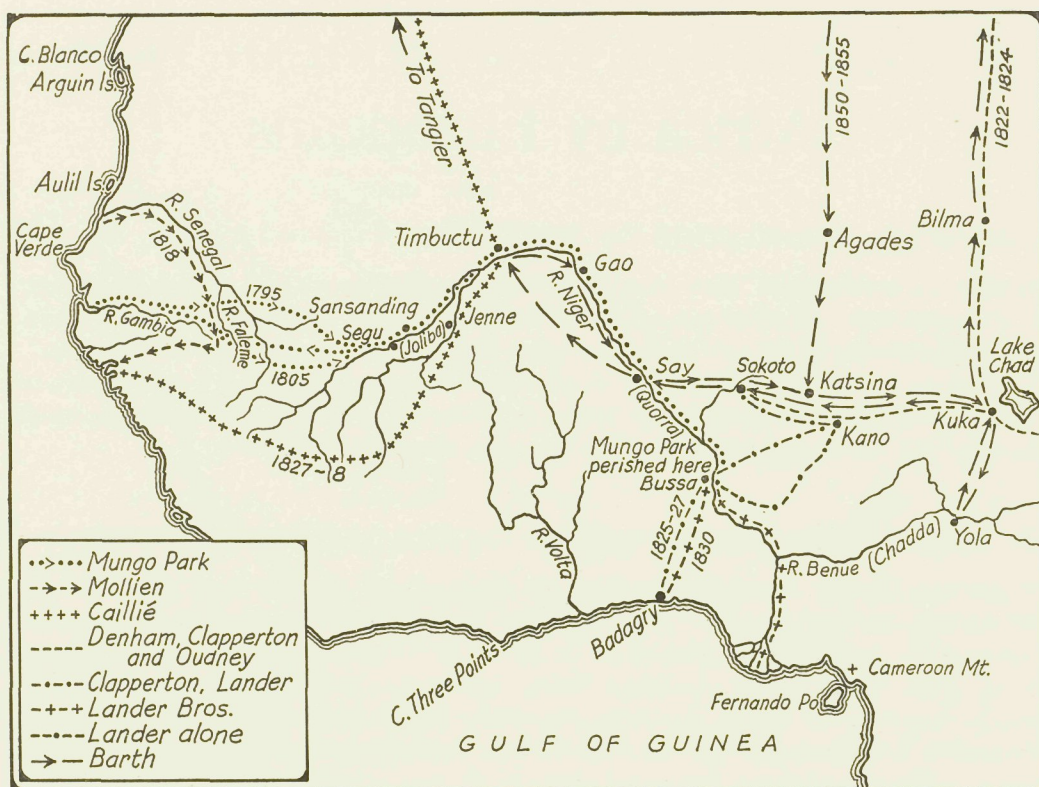 C. Blanco
Arguin Is.
Aulil Is.
Cape
Verde
R. Senegal
1818
R. Gambia
R. Faleme
1795
1805
Sansanding
Segu
(Joliba)
Jenne
1827-8
To Tangier
Timbuctu
Gao
R. Niger
Say
(Quorra)
Sokoto
1850-1855
Agades
Katsina
Kano
1822-1824
Bilma
Lake
Chad
Kuka
Mungo Park
perished here
Bussa
1825-27
1830
R. Volta
Badagry
R. Benue (Chadda)
Yola
C. Three Points
Cameroon Mt.
Fernando Po
GULF OF GUINEA
Mungo Park
Mollien
Caillié
Denham, Clapperton
and Oudney
Clapperton, Lander
Lander Bros.
Lander alone
Barth